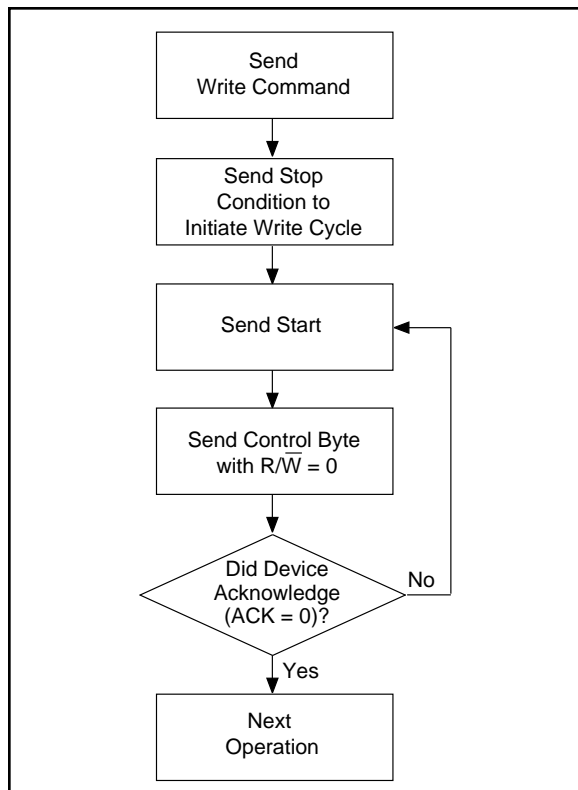 Send
Write Command
Send Stop
Condition to
Initiate Write Cycle
Send Start
Send Control Byte
with R/W̅ = 0
Did Device
Acknowledge
(ACK = 0)?
No
Yes
Next
Operation